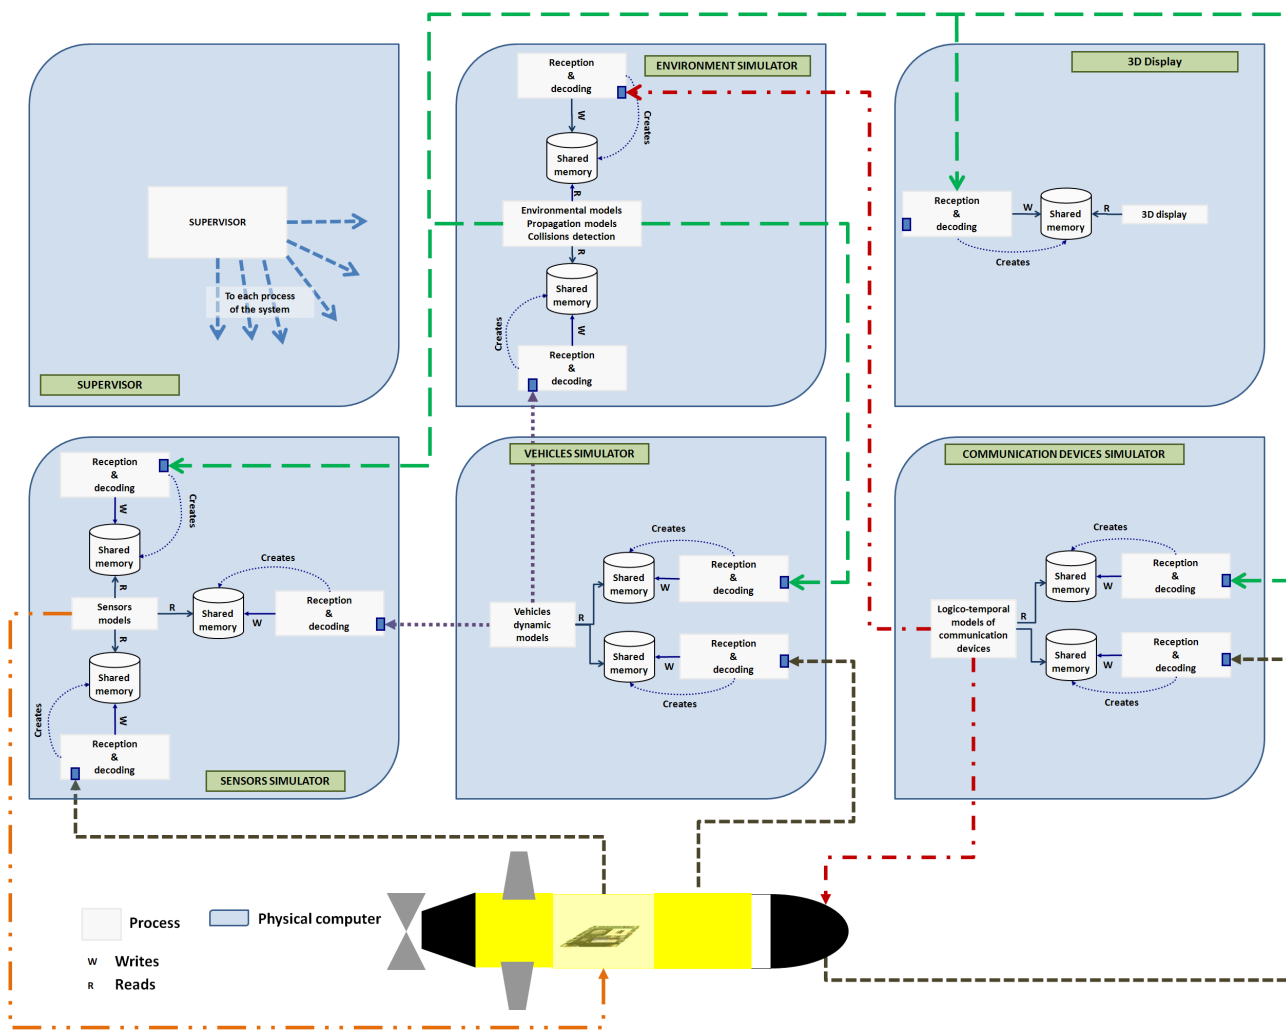 SUPERVISOR
To each process
of the system
SUPERVISOR
ENVIRONMENT SIMULATOR
Reception
&
decoding
W
Creates
Shared
memory
R
Environmental models
Propagation models
Collisions detection
R
Shared
memory
W
Creates
Reception
&
decoding
3D Display
Reception
&
decoding
W
Shared
memory
R
3D display
Creates
Reception
&
decoding
W
Creates
Shared
memory
R
Sensors
models
R
Shared
memory
W
Creates
Reception
&
decoding
R
Shared
memory
W
Creates
Reception
&
decoding
SENSORS SIMULATOR
VEHICLES SIMULATOR
Creates
Shared
memory
W
Reception
&
decoding
Vehicles
dynamic
models
R
Shared
memory
W
Reception
&
decoding
Creates
COMMUNICATION DEVICES SIMULATOR
Creates
Shared
memory
W
Reception
&
decoding
Logico-temporal
models of
communication
devices
R
Shared
memory
W
Reception
&
decoding
Creates
Process
Physical computer
W Writes
R Reads